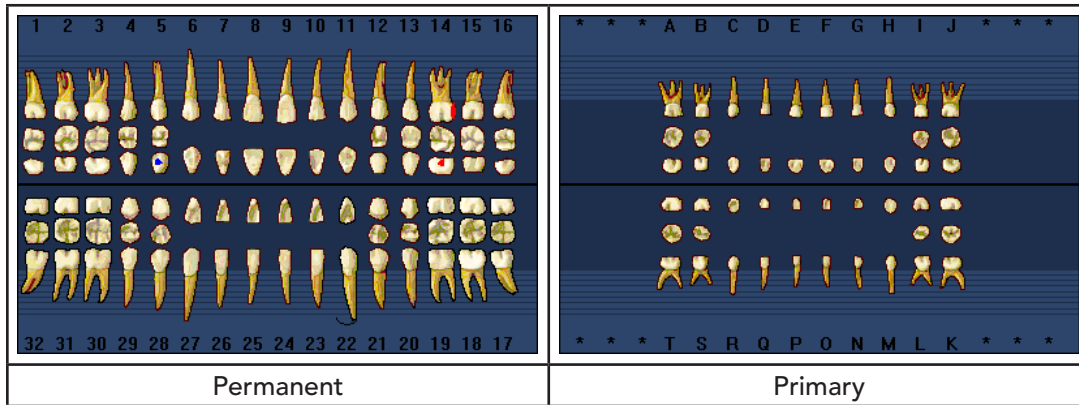 1 2 3 4 5 6 7 8 9 10 11 12 13 14 15 16
32 31 30 29 28 27 26 25 24 23 22 21 20 19 18 17
Permanent
* * * A B C D E F G H I J * * *
* * * T S R Q P O N M L K * * *
Primary